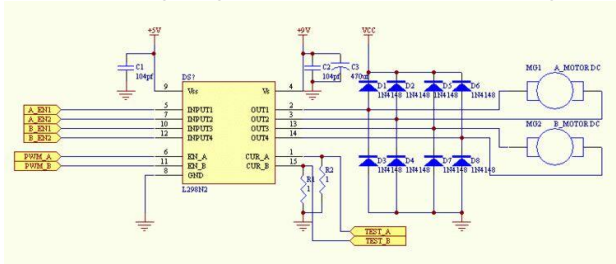 +5V
+9V
VCC
C1
104pf
C2
104pf
C3
470uf
DS?
9 Vss Vs 4
A_EN1 5 INPUT1 OUT1 2
A_EN2 7 INPUT2 OUT2 3
B_EN1 10 INPUT3 OUT3 13
B_EN2 12 INPUT4 OUT4 14
PWM_A 6 EN_A CUR_A 1
PWM_B 11 EN_B CUR_B 15
8 GND
L298N2
R1
1
R2
1
D1 D2 D5 D6
1N4148 1N4148 1N4148 1N4148
D3 D4 D7 D8
1N4148 1N4148 1N4148 1N4148
MG1 A_MOTOR DC
MG2 B_MOTOR DC
TEST_A
TEST_B